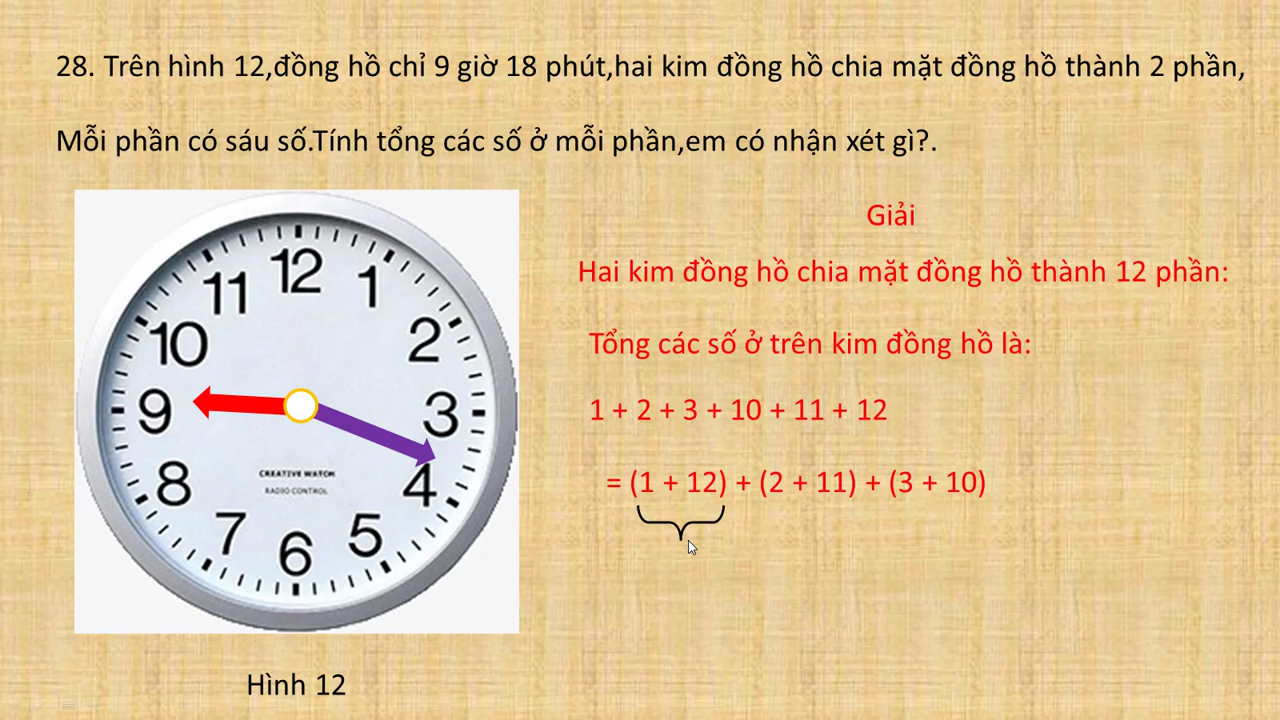 28. Trên hình 12,đồng hồ chỉ 9 giờ 18 phút,hai kim đồng hồ chia mặt đồng hồ thành 2 phần,
Mỗi phần có sáu số.Tính tổng các số ở mỗi phần,em có nhận xét gì?.
Giải
Hai kim đồng hồ chia mặt đồng hồ thành 12 phần:
Tổng các số ở trên kim đồng hồ là:
1 + 2 + 3 + 10 + 11 + 12
= (1 + 12) + (2 + 11) + (3 + 10)
12
1
2
3
4
5
6
7
8
9
10
11
CREATIVE WATCH
RADIO CONTROL
Hình 12